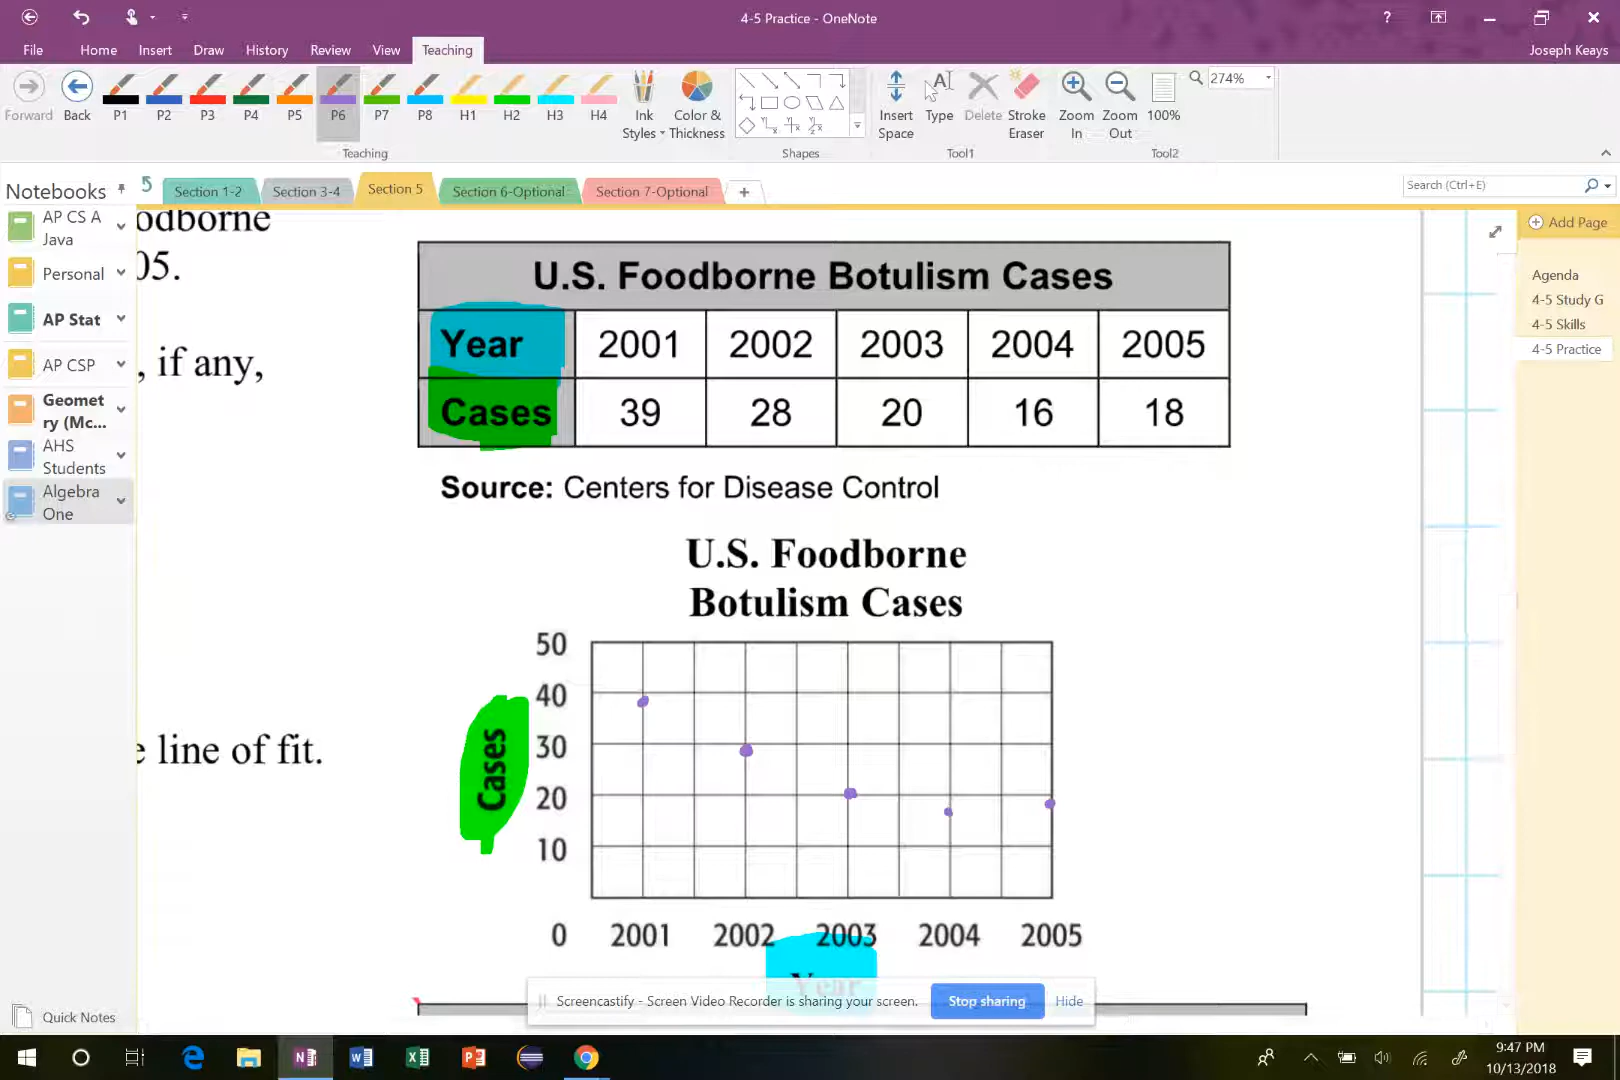 4-5 Practice - OneNote
?
File Home Insert Draw History Review View Teaching
Joseph Keays
Forward Back P1 P2 P3 P4 P5 P6 P7 P8 H1 H2 H3 H4
Ink Styles
Color & Thickness
Insert Space
Type
Delete
Stroke Eraser
Zoom In
Zoom Out
100%
274%
Teaching Shapes Tool1 Tool2
Notebooks
Section 1-2 Section 3-4 Section 5 Section 6-Optional Section 7-Optional +
Search (Ctrl+E)
Add Page
Agenda
4-5 Study G
4-5 Skills
4-5 Practice
AP CS A
Java
Personal
AP Stat
AP CSP
Geomet
ry (Mc...
AHS
Students
Algebra
One
Quick Notes
odborne
05.
, if any,
e line of fit.
U.S. Foodborne Botulism Cases
Year 2001 2002 2003 2004 2005
Cases 39 28 20 16 18
Source: Centers for Disease Control
U.S. Foodborne
Botulism Cases
50
40
30
20
10
Cases
0 2001 2002 2003 2004 2005
Year
Screencastify - Screen Video Recorder is sharing your screen. Stop sharing Hide
9:47 PM
10/13/2018